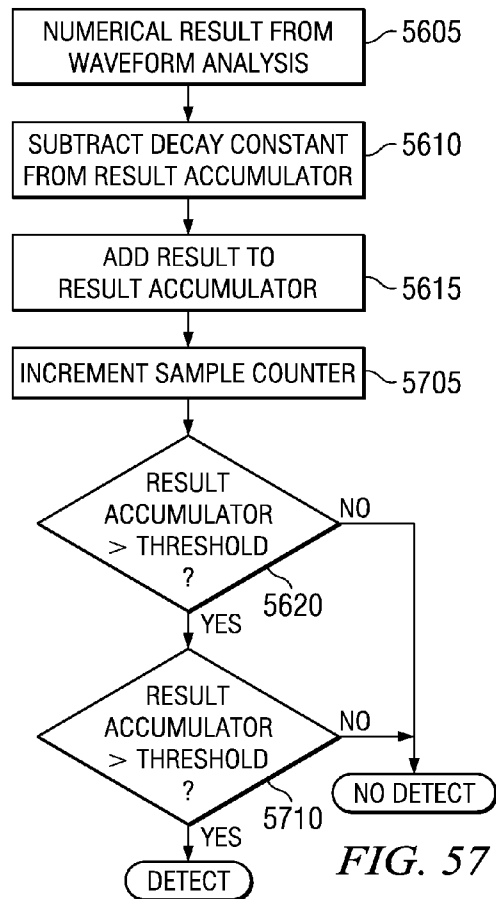 NUMERICAL RESULT FROM
WAVEFORM ANALYSIS
5605
SUBTRACT DECAY CONSTANT
FROM RESULT ACCUMULATOR
5610
ADD RESULT TO
RESULT ACCUMULATOR
5615
INCREMENT SAMPLE COUNTER
5705
RESULT
ACCUMULATOR
> THRESHOLD
?
NO
5620
YES
RESULT
ACCUMULATOR
> THRESHOLD
?
NO
5710
YES
NO DETECT
DETECT
FIG. 57